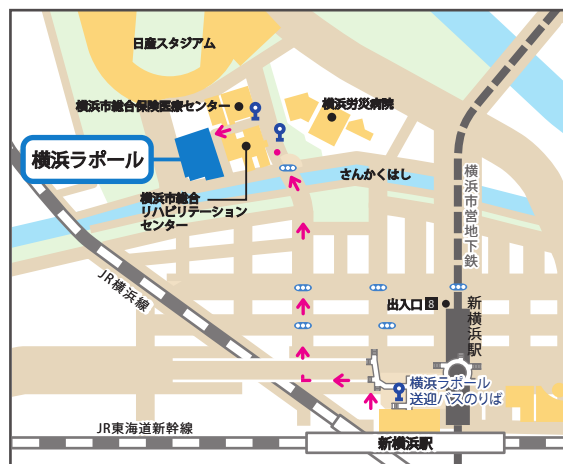 日産スタジアム
横浜市総合保険医療センター
横浜労災病院
横浜ラポール
さんかくはし
横浜市総合
リハビリテーション
センター
横浜市営地下鉄
JR横浜線
出入口 8
新横浜駅
横浜ラポール
送迎バスのりば
JR東海道新幹線
新横浜駅